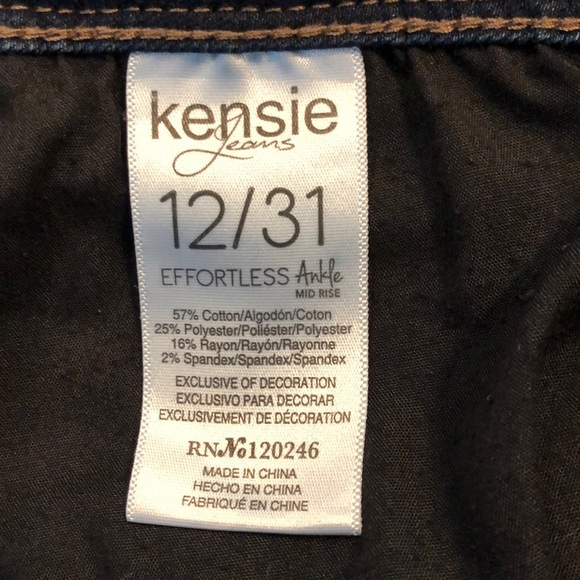 kensie
Jeans
12/31
EFFORTLESS Ankle
MID RISE
57% Cotton/Algodón/Coton
25% Polyester/Poliéster/Polyester
16% Rayon/Rayón/Rayonne
2% Spandex/Spandex/Spandex
EXCLUSIVE OF DECORATION
EXCLUSIVO PARA DECORAR
EXCLUSIVEMENT DE DÉCORATION
RN No 120246
MADE IN CHINA
HECHO EN CHINA
FABRIQUÉ EN CHINE